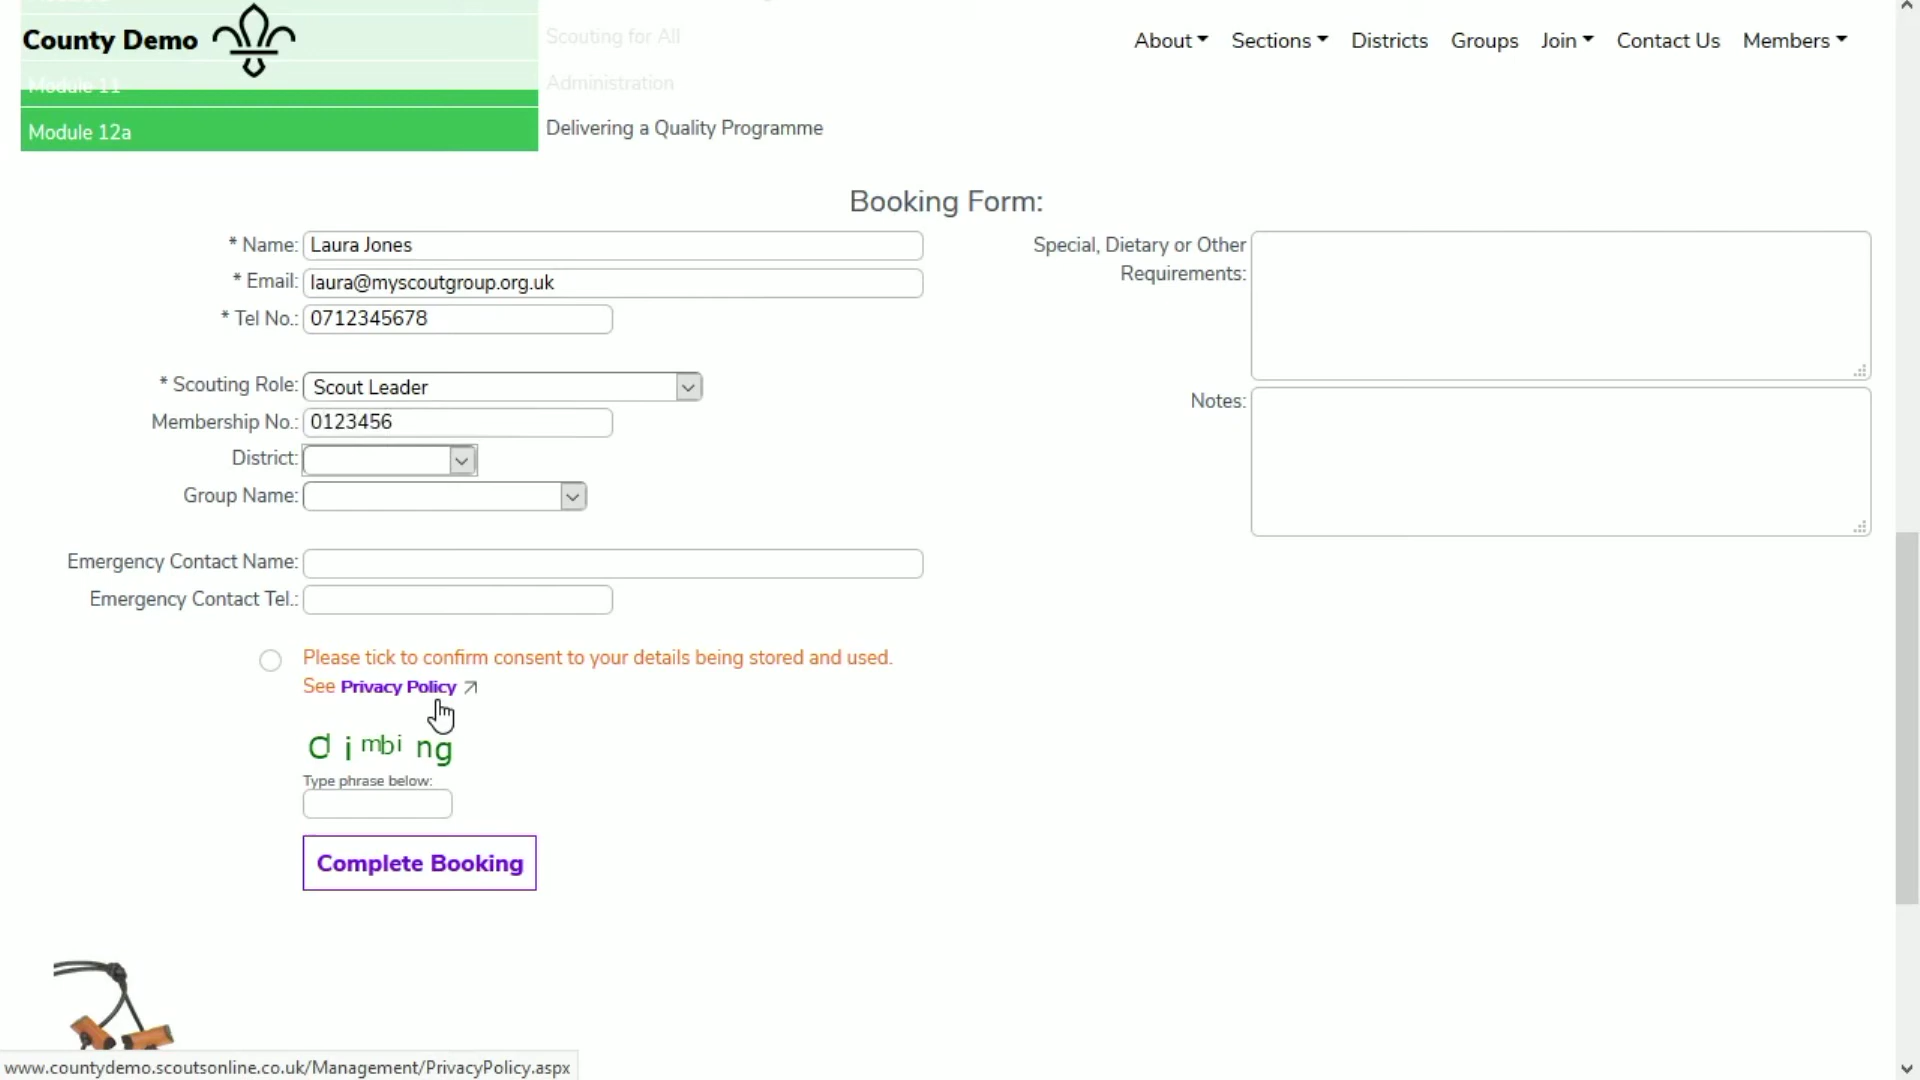 County Demo
About
Sections
Districts
Groups
Join
Contact Us
Members
Scouting for All
Module 11
Administration
Module 12a
Delivering a Quality Programme
Booking Form:
* Name: Laura Jones
* Email: laura@myscoutgroup.org.uk
* Tel No.: 0712345678
* Scouting Role: Scout Leader
Membership No.: 0123456
District:
Group Name:
Emergency Contact Name:
Emergency Contact Tel.:
Special, Dietary or Other
Requirements:
Notes:
Please tick to confirm consent to your details being stored and used.
See Privacy Policy
Climbing
Type phrase below:
Complete Booking
www.countydemo.scoutsonline.co.uk/Management/PrivacyPolicy.aspx